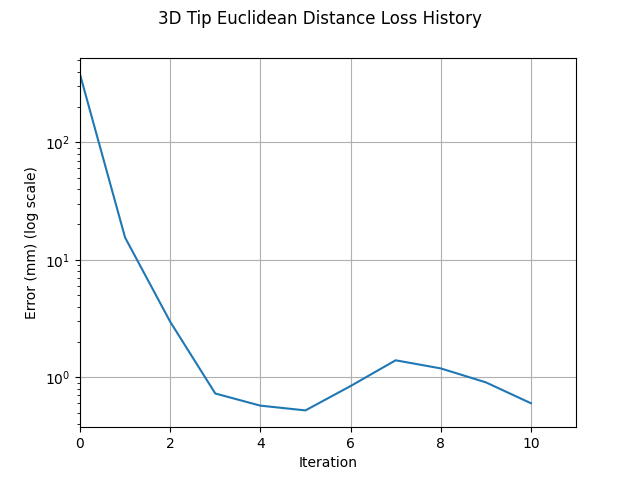 3D Tip Euclidean Distance Loss History
Error (mm) (log scale)
10²
10¹
10⁰
0 2 4 6 8 10
Iteration